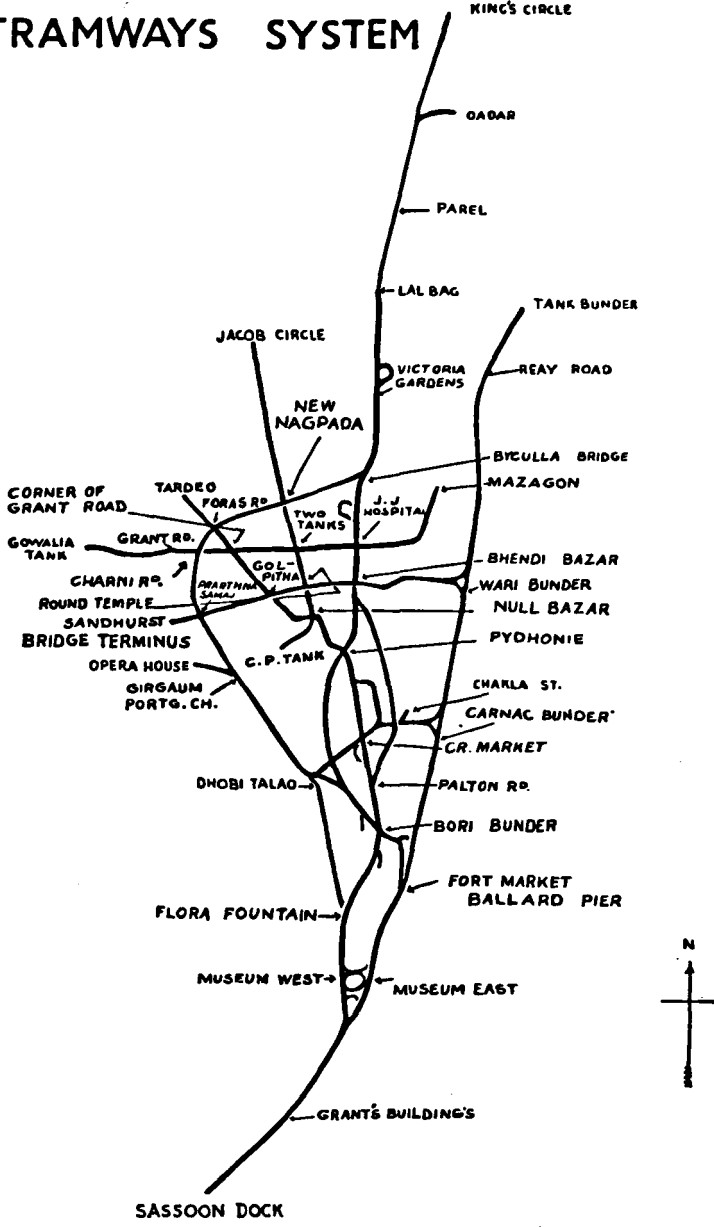 TRAMWAYS SYSTEM
KING'S CIRCLE
OADAR
PAREL
LAL BAG
TANK BUNDER
JACOB CIRCLE
VICTORIA
GARDENS
REAY ROAD
NEW
NAGPADA
BYCULLA BRIDGE
MAZAGON
TARDEO
CORNER OF
GRANT ROAD
FORAS RD
TWO
TANKS
J.J
HOSPITAL
GOWALIA
TANK
GRANT RD.
BHENDI BAZAR
CHARNI RD.
GOL-
PITHA
WARI BUNDER
PRARTHNA
SAMAJ
ROUND TEMPLE
NULL BAZAR
SANDHURST
BRIDGE TERMINUS
PYDHONIE
OPERA HOUSE
C.P. TANK
GIRGAUM
PORTG. CH.
CHAKLA ST.
CARNAC BUNDER
CR. MARKET
DHOBI TALAO
PALTON RD.
BORI BUNDER
FORT MARKET
BALLARD PIER
FLORA FOUNTAIN
MUSEUM WEST
MUSEUM EAST
N
GRANT'S BUILDING'S
SASSOON DOCK